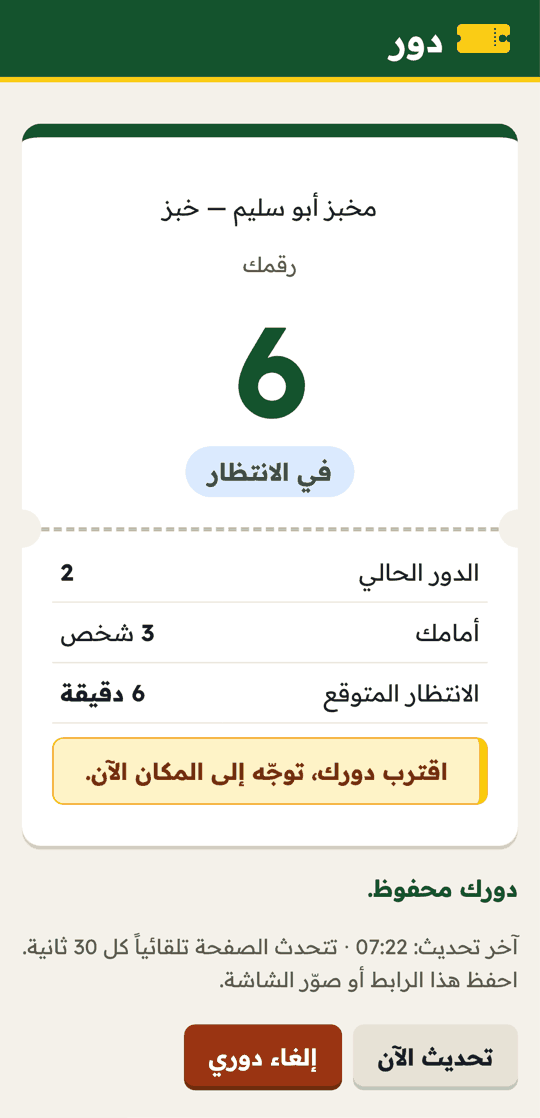 دور
مخبز أبو سليم — خبز
رقمك
6
في الانتظار
الدور الحالي 2
أمامك 3 شخص
الانتظار المتوقع 6 دقيقة
اقترب دورك، توجّه إلى المكان الآن.
دورك محفوظ.
آخر تحديث: 07:22 · تتحدث الصفحة تلقائياً كل 30 ثانية.
احفظ هذا الرابط أو صوّر الشاشة.
تحديث الآن إلغاء دوري